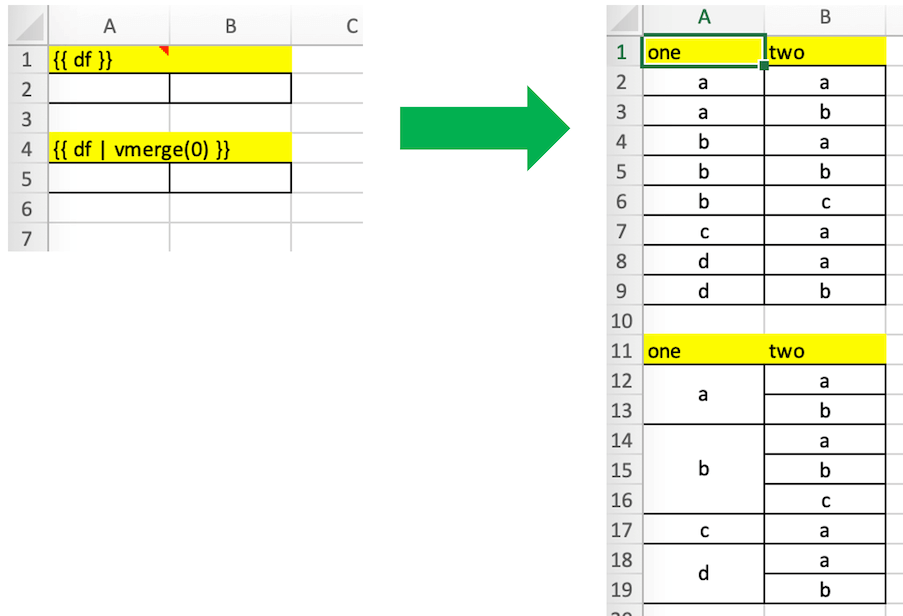 A B C
1 {{ df }}
2
3
4 {{ df | vmerge(0) }}
5
6
7
A B
1 one two
2 a a
3 a b
4 b a
5 b b
6 b c
7 c a
8 d a
9 d b
10
11 one two
12 a
a
13 b
14 a
15 b b
16 c
17 c a
18 a
d
19 b